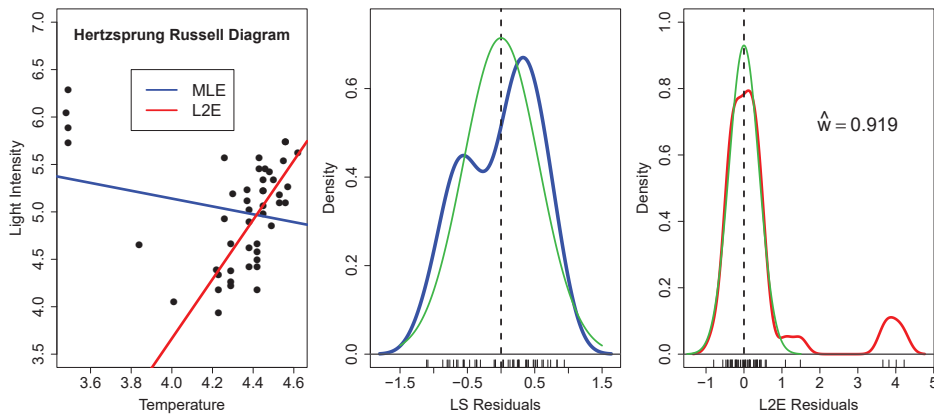 Hertzsprung Russell Diagram
MLE
L2E
Light Intensity
7.0
6.5
6.0
5.5
5.0
4.5
4.0
3.5
3.6 3.8 4.0 4.2 4.4 4.6
Temperature
Density
0.6
0.4
0.2
0.0
−1.5 −0.5 0.5 1.5
LS Residuals
Density
1.0
0.8
0.6
0.4
0.2
0.0
ŵ = 0.919
−1 0 1 2 3 4 5
L2E Residuals